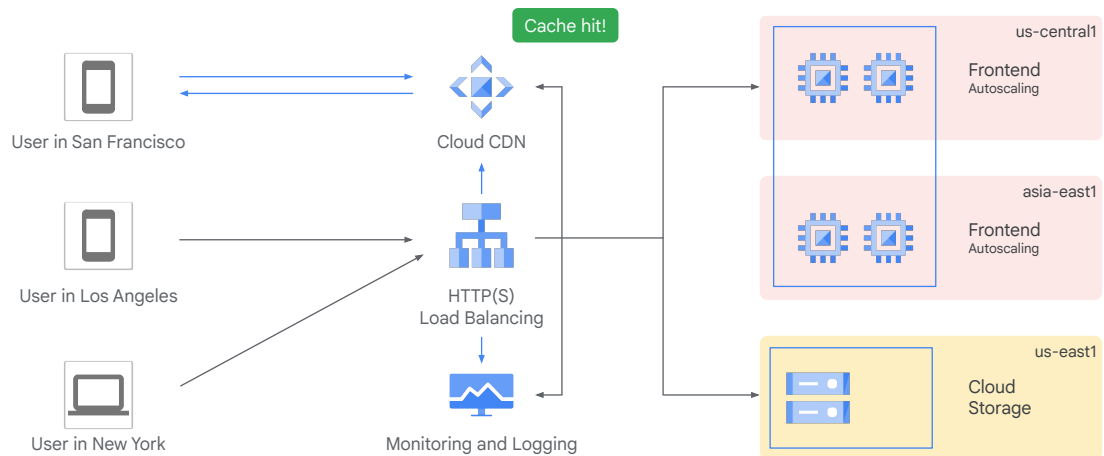 Cache hit!
us-central1
Frontend
Autoscaling
User in San Francisco
Cloud CDN
asia-east1
Frontend
Autoscaling
User in Los Angeles
HTTP(S)
Load Balancing
us-east1
Cloud
Storage
User in New York
Monitoring and Logging